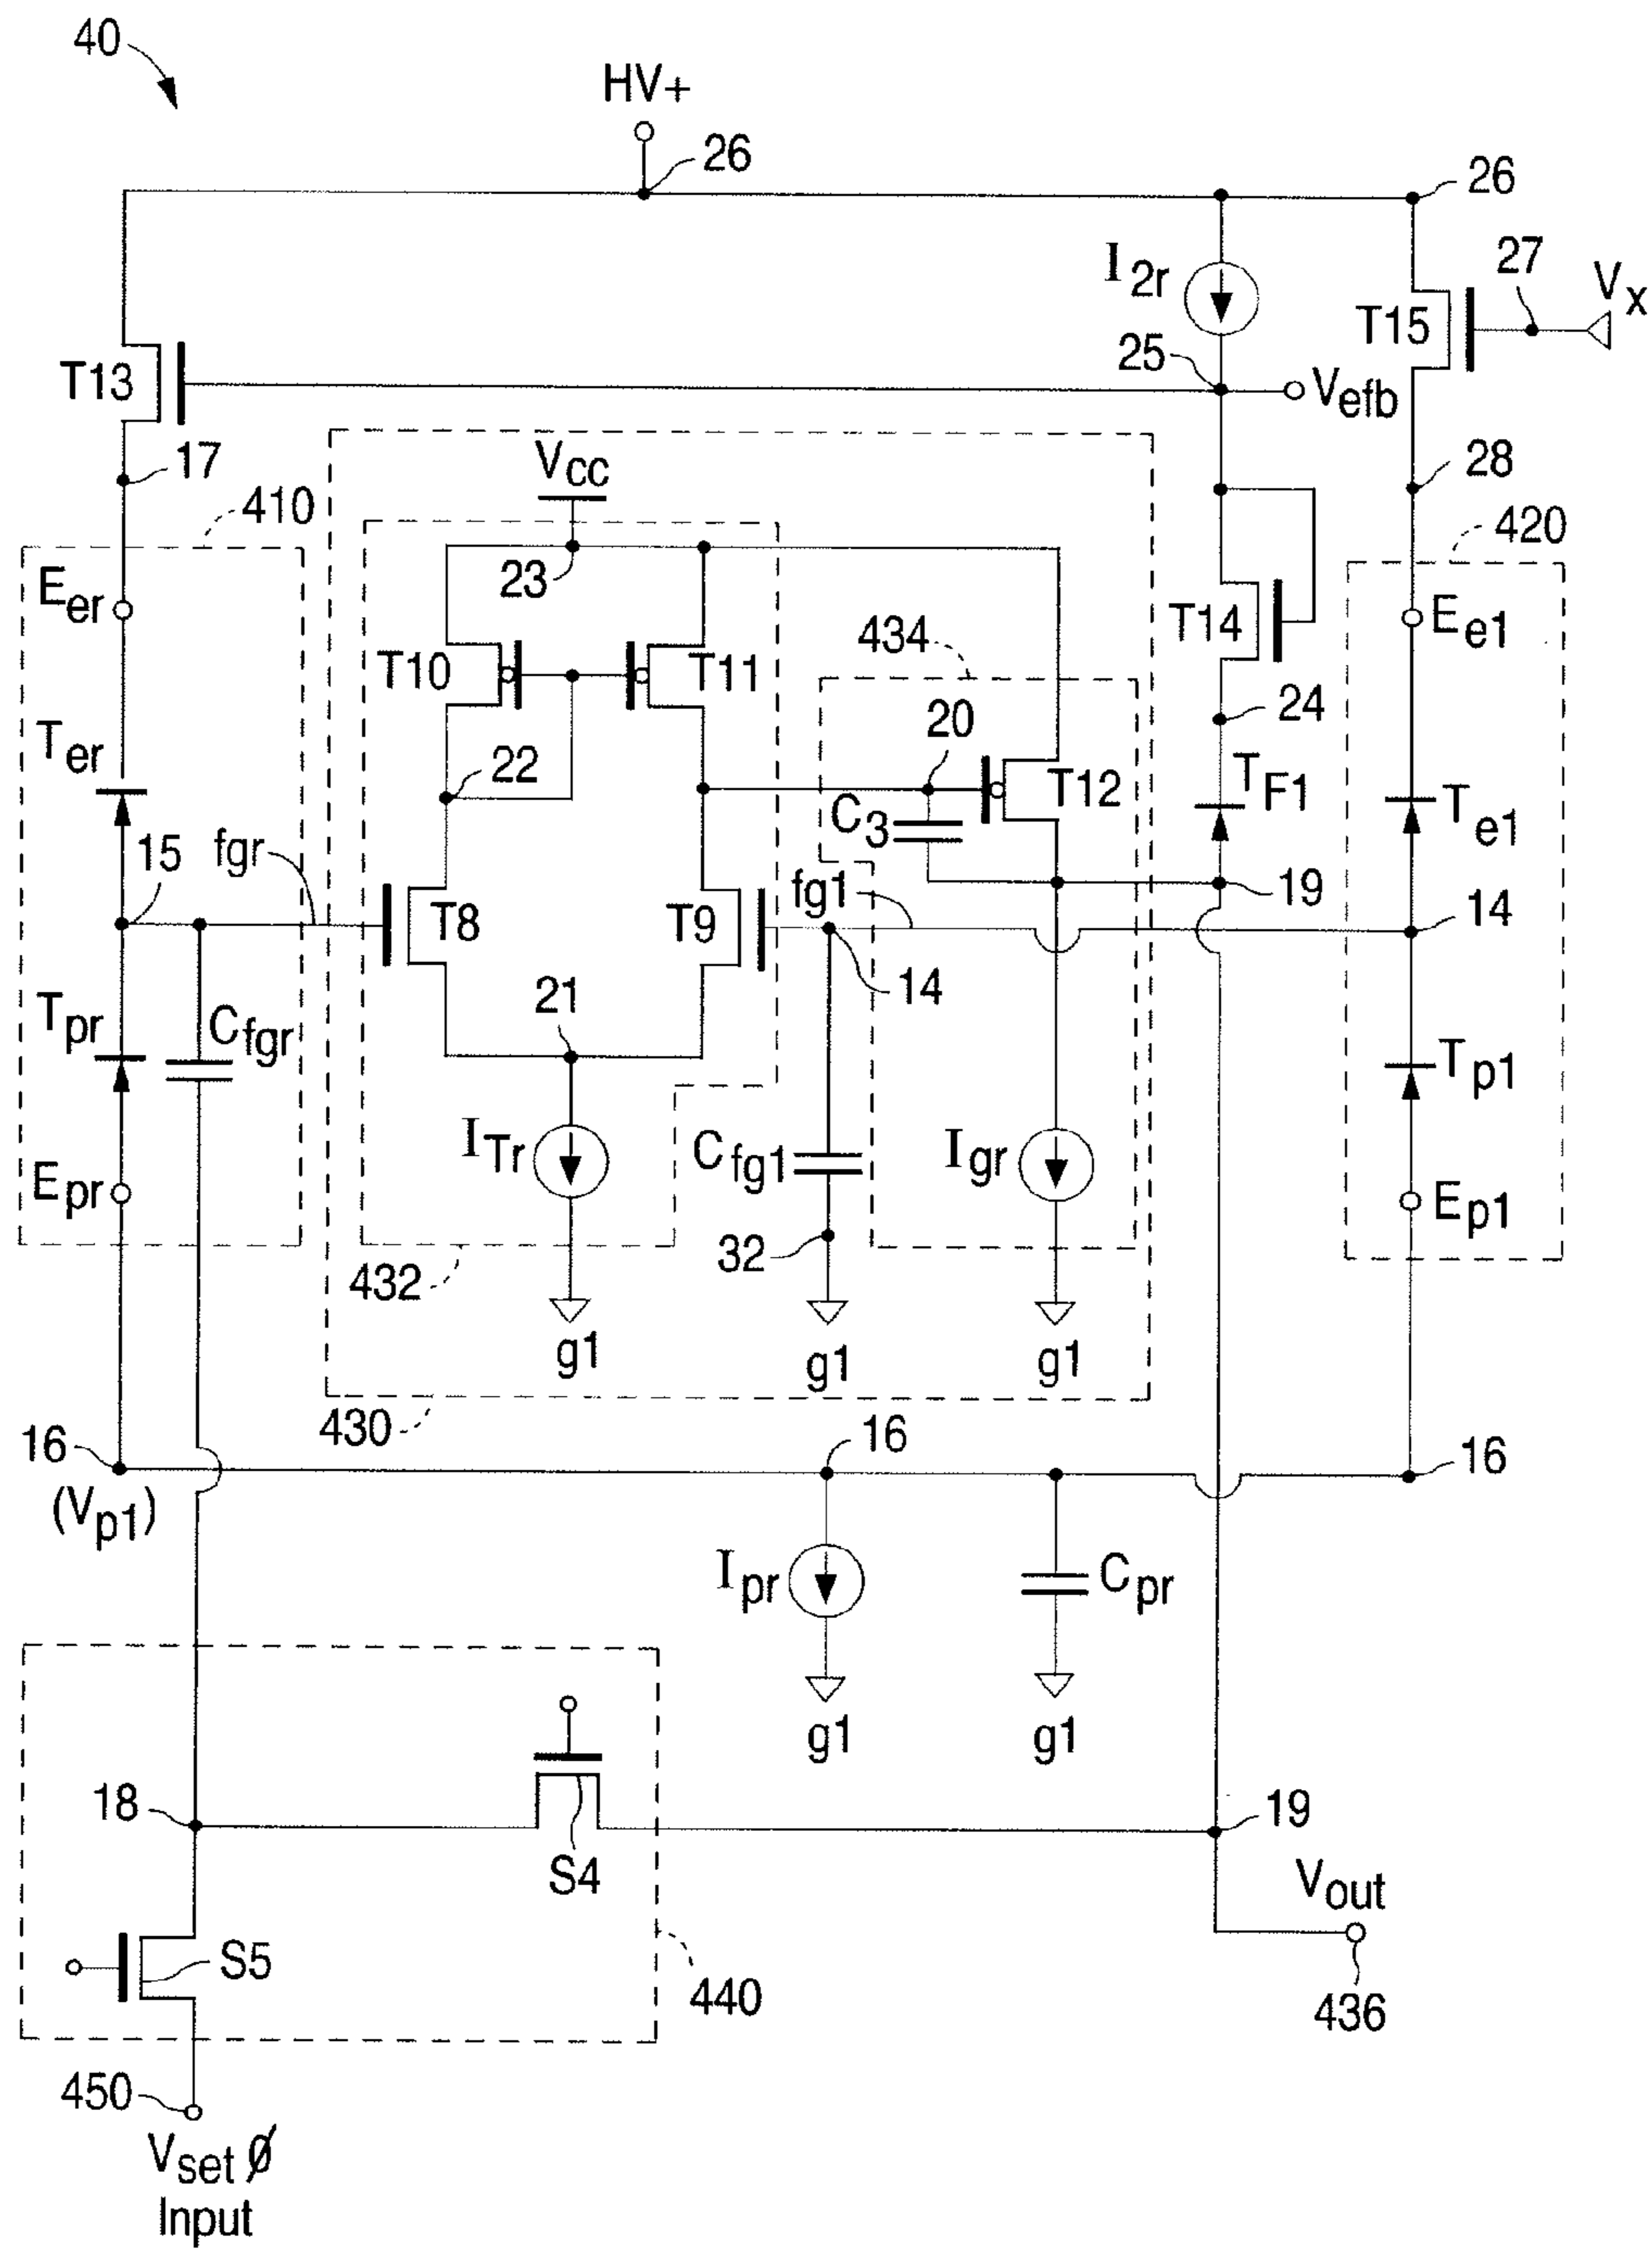 40
HV+
26
26
I2r
27
Vx
T15
T13
25
Vefb
17
Vcc
28
410
420
23
Eer
T14
Ee1
434
T10
T11
24
Ter
20
22
T12
TF1
C3
Te1
15
fgr
19
fg1
T8
T9
14
14
21
Tpr
Cfgr
Tp1
ITr
Cfg1
Igr
Epr
Ep1
32
432
g1
g1
g1
430
16
16
16
(Vp1)
Ipr
Cpr
g1
g1
18
19
S4
Vout
S5
440
436
450
Vset Ø
Input